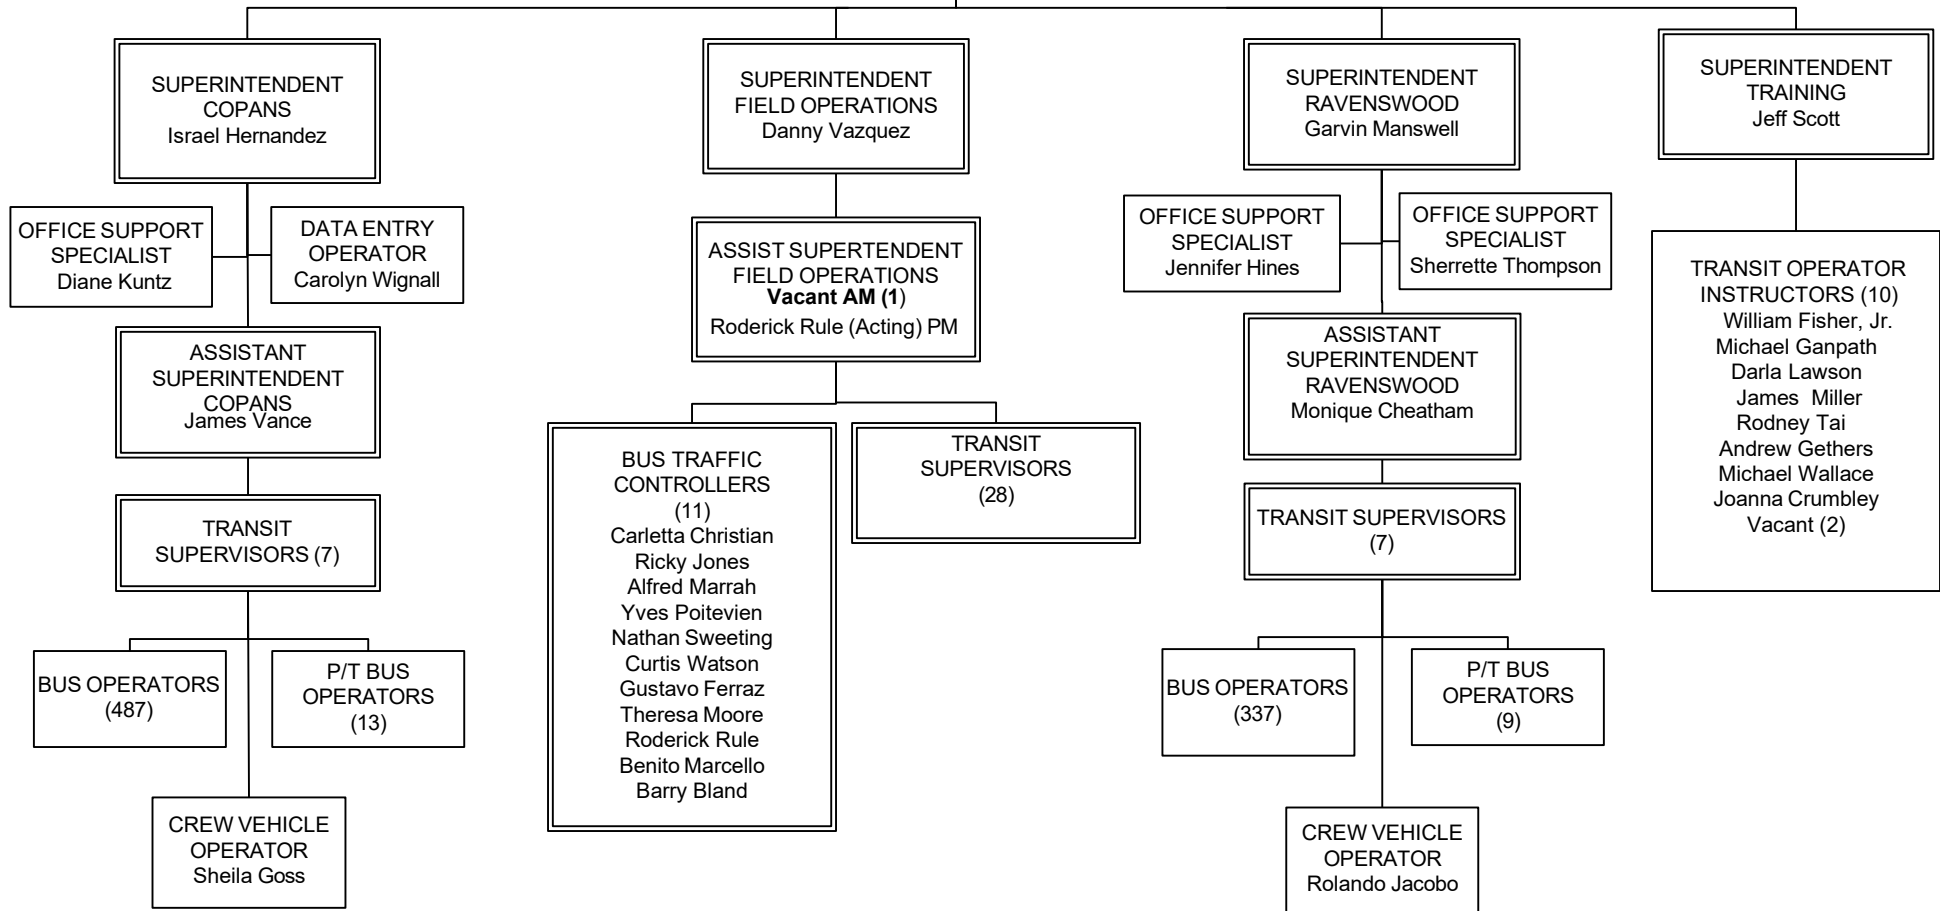 SUPERINTENDENT
COPANS
Israel Hernandez
OFFICE SUPPORT
SPECIALIST
Diane Kuntz
DATA ENTRY
OPERATOR
Carolyn Wignall
ASSISTANT
SUPERINTENDENT
COPANS
James Vance
TRANSIT
SUPERVISORS (7)
BUS OPERATORS
(487)
P/T BUS
OPERATORS
(13)
CREW VEHICLE
OPERATOR
Sheila Goss
SUPERINTENDENT
FIELD OPERATIONS
Danny Vazquez
ASSIST SUPERTENDENT
FIELD OPERATIONS
Vacant AM (1)
Roderick Rule (Acting) PM
BUS TRAFFIC
CONTROLLERS
(11)
Carletta Christian
Ricky Jones
Alfred Marrah
Yves Poitevien
Nathan Sweeting
Curtis Watson
Gustavo Ferraz
Theresa Moore
Roderick Rule
Benito Marcello
Barry Bland
TRANSIT
SUPERVISORS
(28)
SUPERINTENDENT
RAVENSWOOD
Garvin Manswell
OFFICE SUPPORT
SPECIALIST
Jennifer Hines
OFFICE SUPPORT
SPECIALIST
Sherrette Thompson
ASSISTANT
SUPERINTENDENT
RAVENSWOOD
Monique Cheatham
TRANSIT SUPERVISORS
(7)
BUS OPERATORS
(337)
P/T BUS
OPERATORS
(9)
CREW VEHICLE
OPERATOR
Rolando Jacobo
SUPERINTENDENT
TRAINING
Jeff Scott
TRANSIT OPERATOR
INSTRUCTORS (10)
William Fisher, Jr.
Michael Ganpath
Darla Lawson
James  Miller
Rodney Tai
Andrew Gethers
Michael Wallace
Joanna Crumbley
Vacant (2)